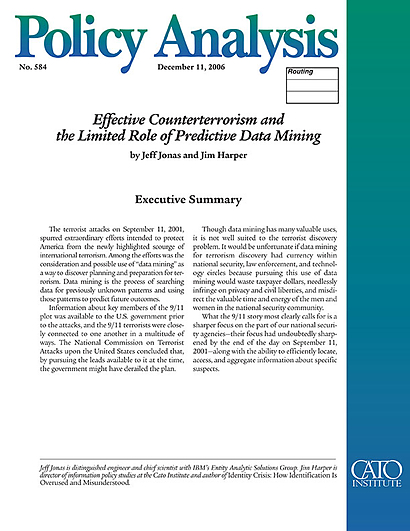 Policy Analysis
No. 584
December 11, 2006
Routing
Effective Counterterrorism and
the Limited Role of Predictive Data Mining
by Jeff Jonas and Jim Harper
Executive Summary
The terrorist attacks on September 11, 2001,
spurred extraordinary efforts intended to protect
America from the newly highlighted scourge of
international terrorism. Among the efforts was the
consideration and possible use of "data mining" as
a way to discover planning and preparation for ter-
rorism. Data mining is the process of searching
data for previously unknown patterns and using
those patterns to predict future outcomes.
Information about key members of the 9/11
plot was available to the U.S. government prior
to the attacks, and the 9/11 terrorists were close-
ly connected to one another in a multitude of
ways. The National Commission on Terrorist
Attacks upon the United States concluded that,
by pursuing the leads available to it at the time,
the government might have derailed the plan.
Though data mining has many valuable uses,
it is not well suited to the terrorist discovery
problem. It would be unfortunate if data mining
for terrorism discovery had currency within
national security, law enforcement, and technol-
ogy circles because pursuing this use of data
mining would waste taxpayer dollars, needlessly
infringe on privacy and civil liberties, and misdi-
rect the valuable time and energy of the men and
women in the national security community.
What the 9/11 story most clearly calls for is a
sharper focus on the part of our national securi-
ty agencies—their focus had undoubtedly sharp-
ened by the end of the day on September 11,
2001—along with the ability to efficiently locate,
access, and aggregate information about specific
suspects.
Jeff Jonas is distinguished engineer and chief scientist with IBM's Entity Analytic Solutions Group. Jim Harper is
director of information policy studies at the Cato Institute and author of Identity Crisis: How Identification Is
Overused and Misunderstood.
CATO
INSTITUTE